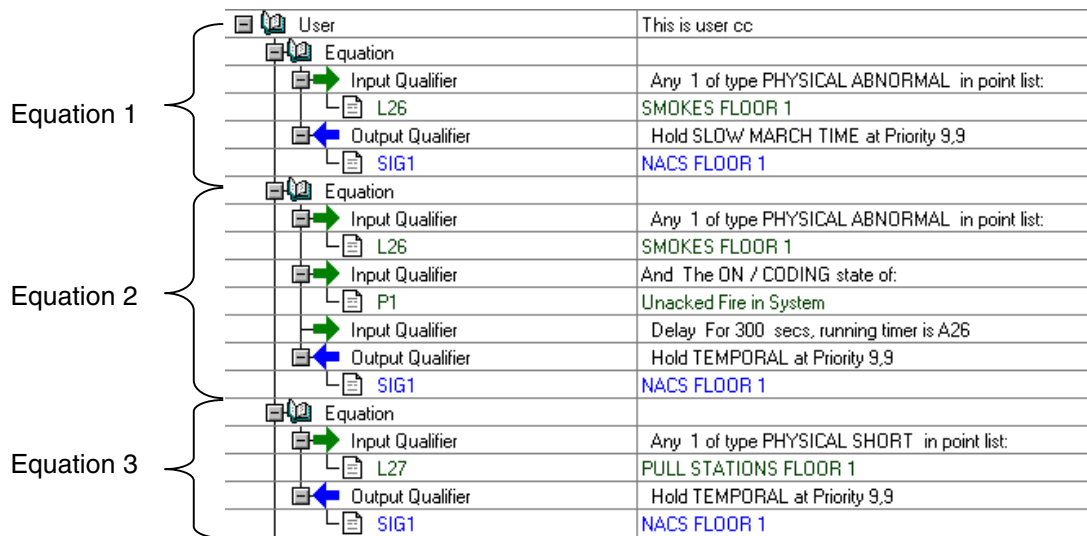 User This is user cc
Equation
Input Qualifier Any 1 of type PHYSICAL ABNORMAL in point list:
Equation 1
L26 SMOKES FLOOR 1
Output Qualifier Hold SLOW MARCH TIME at Priority 9,9
SIG1 NACS FLOOR 1
Equation
Input Qualifier Any 1 of type PHYSICAL ABNORMAL in point list:
L26 SMOKES FLOOR 1
Input Qualifier And The ON / CODING state of:
Equation 2
P1 Unacked Fire in System
Input Qualifier Delay For 300 secs, running timer is A26
Output Qualifier Hold TEMPORAL at Priority 9,9
SIG1 NACS FLOOR 1
Equation
Input Qualifier Any 1 of type PHYSICAL SHORT in point list:
Equation 3
L27 PULL STATIONS FLOOR 1
Output Qualifier Hold TEMPORAL at Priority 9,9
SIG1 NACS FLOOR 1